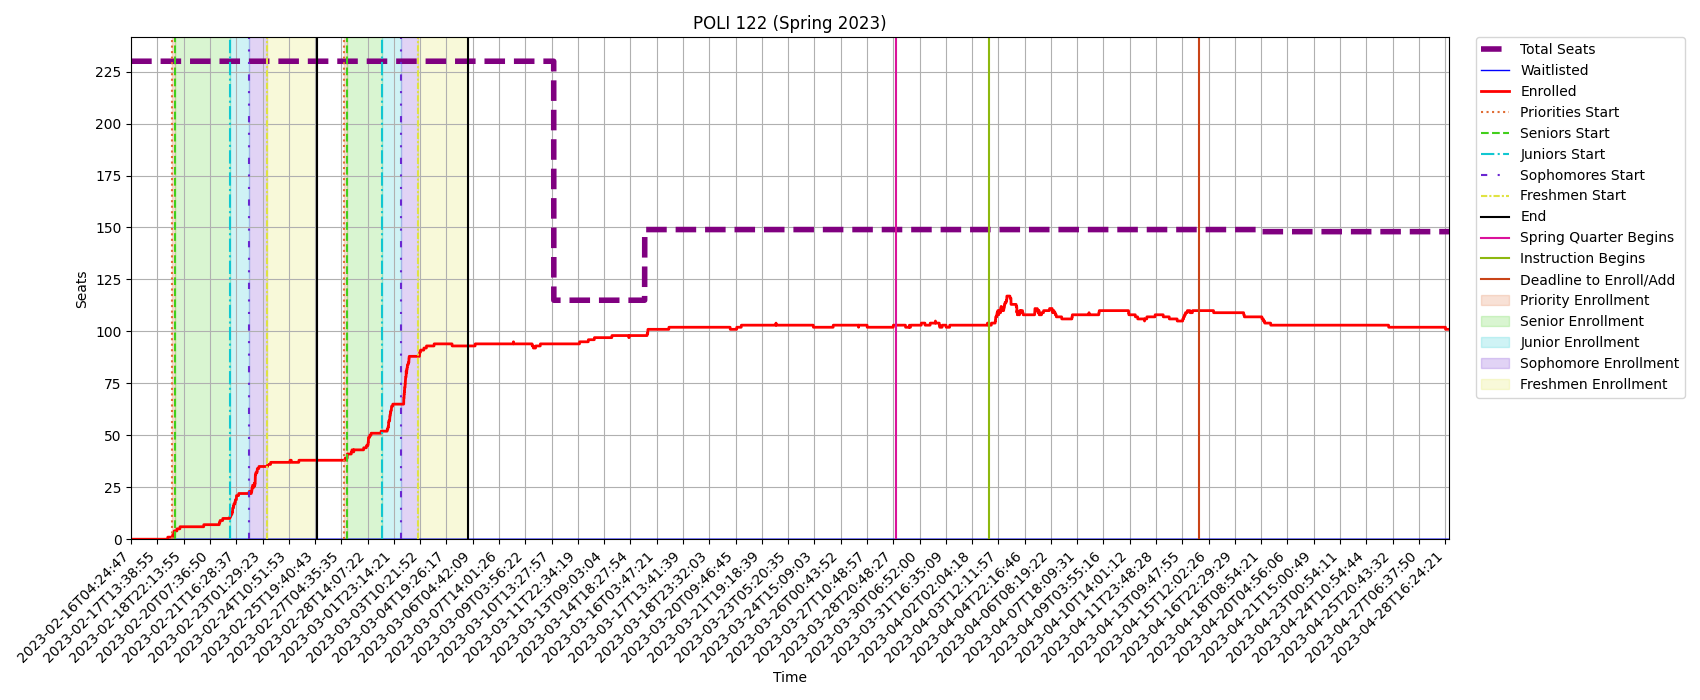 POLI 122 (Spring 2023)
Seats
225
200
175
150
125
100
75
50
25
0
2023-02-16T04:24:47
2023-02-17T13:38:55
2023-02-18T22:13:55
2023-02-20T07:36:50
2023-02-21T16:28:37
2023-02-23T01:29:23
2023-02-24T10:51:53
2023-02-25T19:40:43
2023-02-27T04:35:35
2023-02-28T14:07:22
2023-03-01T23:14:21
2023-03-03T10:21:52
2023-03-04T19:26:17
2023-03-06T04:42:09
2023-03-07T14:01:26
2023-03-09T03:56:22
2023-03-10T13:27:57
2023-03-11T22:34:19
2023-03-13T09:03:04
2023-03-14T18:27:54
2023-03-16T03:47:21
2023-03-17T13:41:39
2023-03-18T23:32:03
2023-03-20T09:46:45
2023-03-21T19:18:39
2023-03-23T05:20:35
2023-03-24T15:09:03
2023-03-26T00:43:52
2023-03-27T10:48:57
2023-03-28T20:48:27
2023-03-30T06:52:00
2023-03-31T16:35:09
2023-04-02T02:04:18
2023-04-03T12:11:57
2023-04-04T22:16:46
2023-04-06T08:19:22
2023-04-07T18:09:31
2023-04-09T03:55:16
2023-04-10T14:01:12
2023-04-11T23:48:28
2023-04-13T09:47:55
2023-04-15T12:02:26
2023-04-16T22:29:29
2023-04-18T08:54:21
2023-04-20T04:56:06
2023-04-21T15:00:49
2023-04-23T00:54:11
2023-04-24T10:54:44
2023-04-25T20:43:32
2023-04-27T06:37:50
2023-04-28T16:24:21
Time
Total Seats
Waitlisted
Enrolled
Priorities Start
Seniors Start
Juniors Start
Sophomores Start
Freshmen Start
End
Spring Quarter Begins
Instruction Begins
Deadline to Enroll/Add
Priority Enrollment
Senior Enrollment
Junior Enrollment
Sophomore Enrollment
Freshmen Enrollment